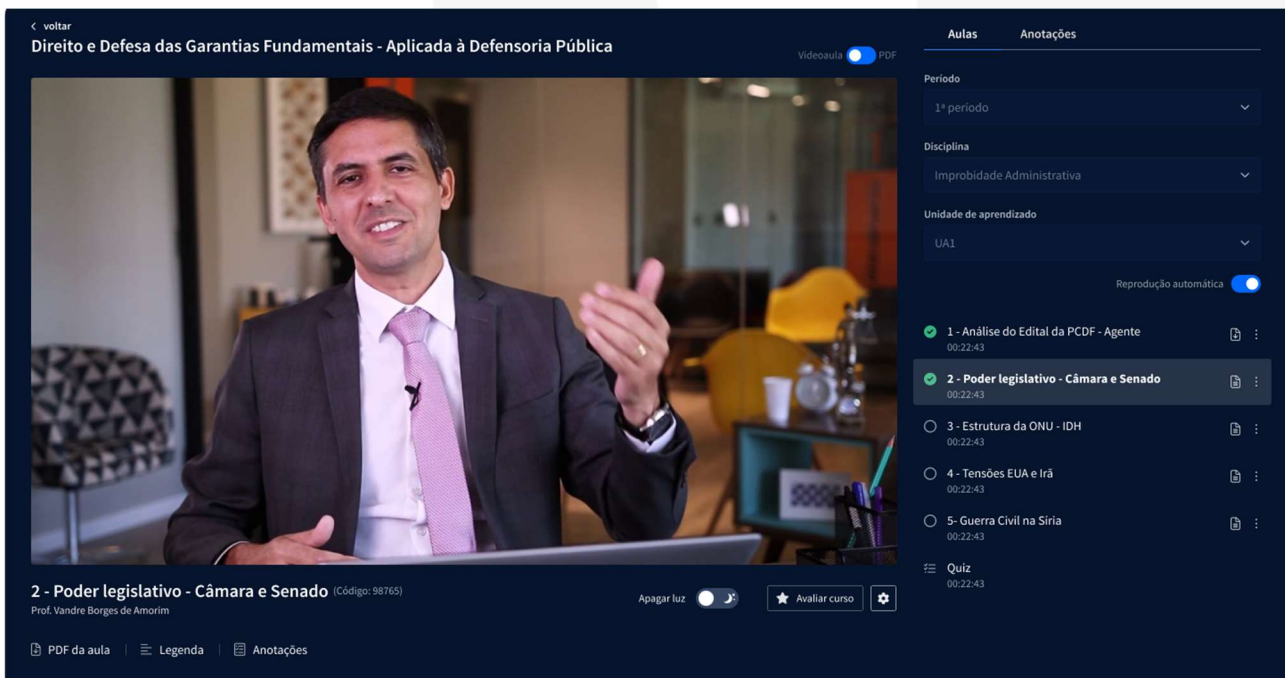 voltar
Direito e Defesa das Garantias Fundamentais - Aplicada à Defensoria Pública
Videoaula PDF
2 - Poder legislativo - Câmara e Senado (Código: 98765)
Prof. Vandre Borges de Amorim
Apagar luz
Avaliar curso
PDF da aula
Legenda
Anotações
Aulas Anotações
Período
1ª período
Disciplina
Improbidade Administrativa
Unidade de aprendizado
UA1
Reprodução automática
1 - Análise do Edital da PCDF - Agente
00:22:43
2 - Poder legislativo - Câmara e Senado
00:22:43
3 - Estrutura da ONU - IDH
00:22:43
4 - Tensões EUA e Irã
00:22:43
5- Guerra Civil na Síria
00:22:43
Quiz
00:22:43